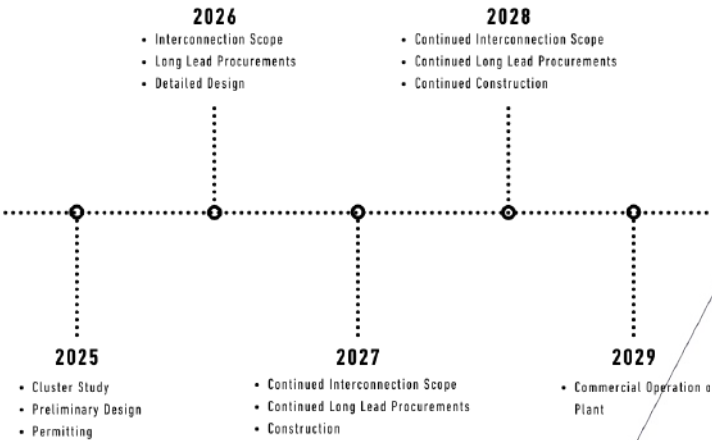 2026
• Interconnection Scope
• Long Lead Procurements
• Detailed Design
2028
• Continued Interconnection Scope
• Continued Long Lead Procurements
• Continued Construction
2025
• Cluster Study
• Preliminary Design
• Permitting
2027
• Continued Interconnection Scope
• Continued Long Lead Procurements
• Construction
2029
• Commercial Operation
Plant